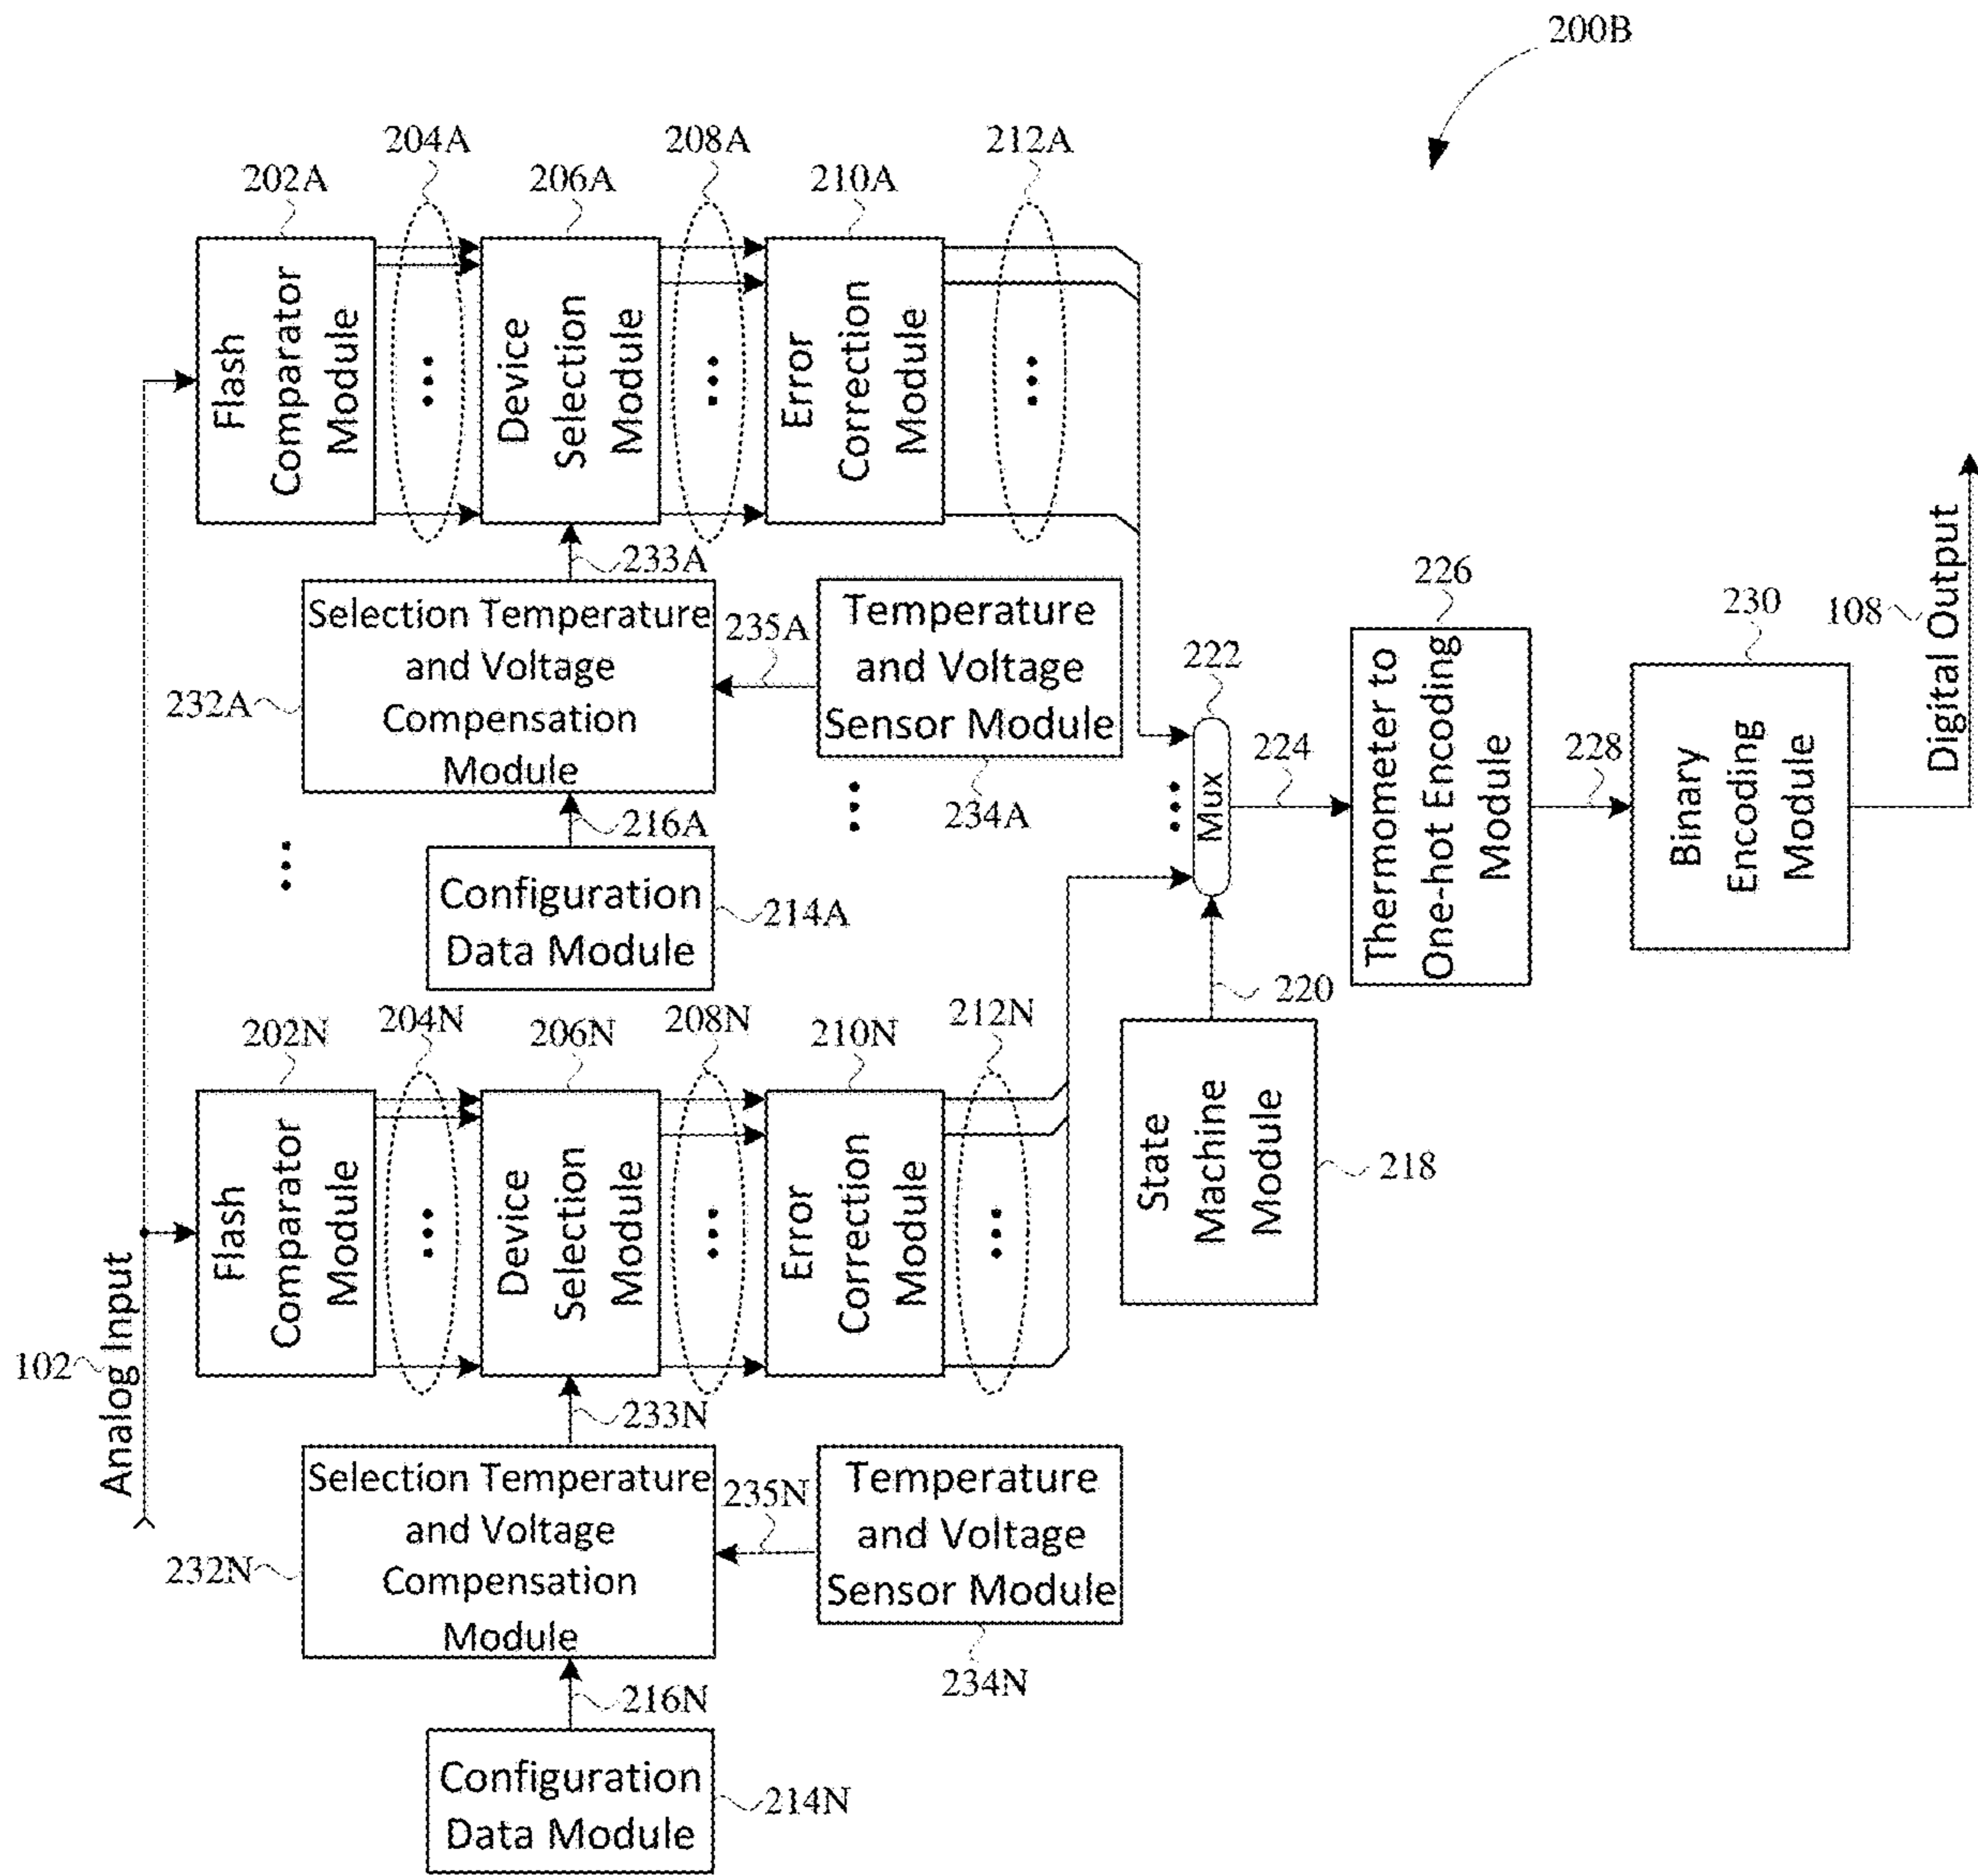 200B
204A
208A
212A
202A
206A
210A
Flash
Comparator
Module
Device
Selection
Module
Error
Correction
Module
233A
Selection Temperature
and Voltage
Compensation
Module
232A
235A
Temperature
and Voltage
Sensor Module
234A
216A
Configuration
Data Module
214A
222
Mux
224
226
Thermometer to
One-hot Encoding
Module
228
230
Binary
Encoding
Module
108
Digital Output
220
State
Machine
Module
218
204N
208N
212N
202N
206N
210N
Flash
Comparator
Module
Device
Selection
Module
Error
Correction
Module
102
Analog Input
233N
Selection Temperature
and Voltage
Compensation
Module
232N
235N
Temperature
and Voltage
Sensor Module
234N
216N
Configuration
Data Module
214N